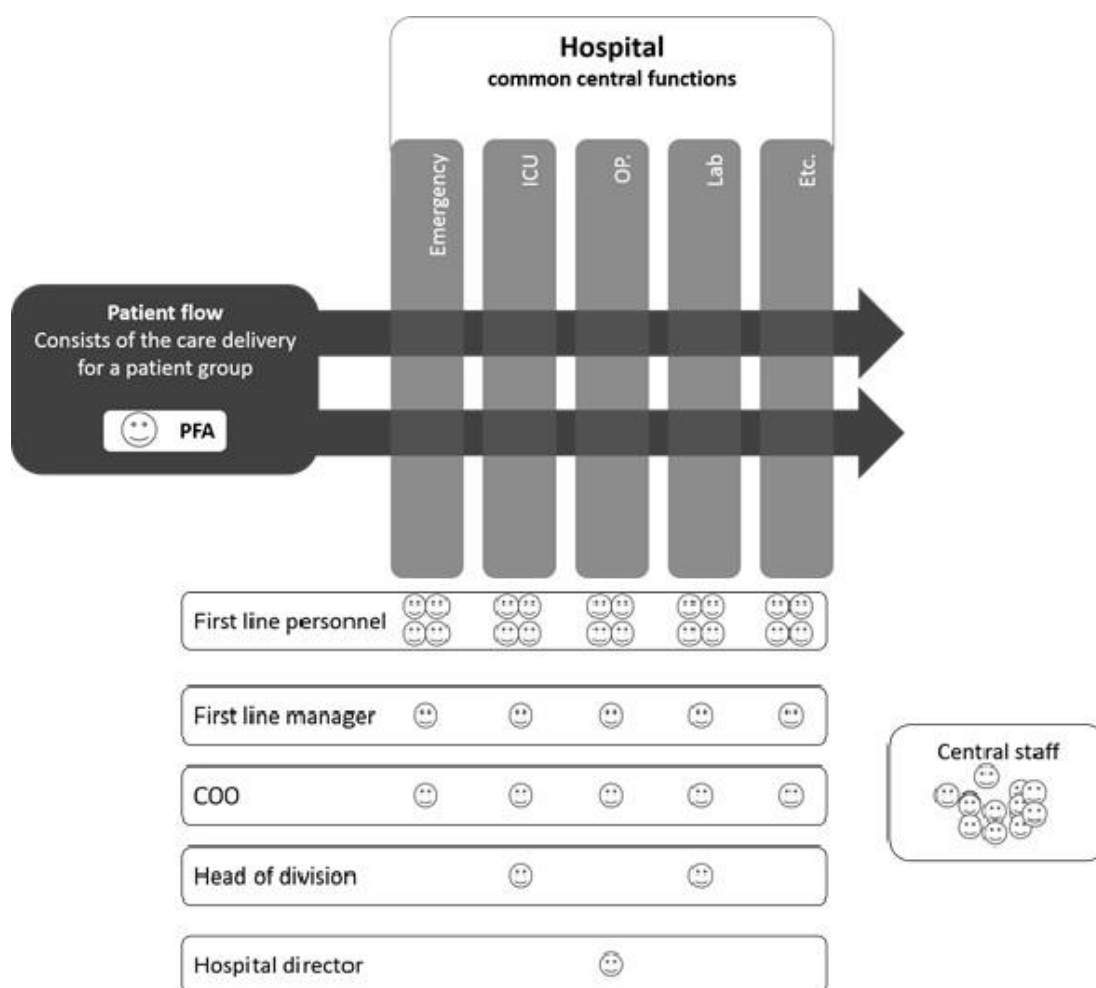 Hospital
common central functions
Emergency
ICU
OP.
Lab
Etc.
Patient flow
Consists of the care delivery
for a patient group
PFA
First line personnel
First line manager
COO
Head of division
Hospital director
Central staff